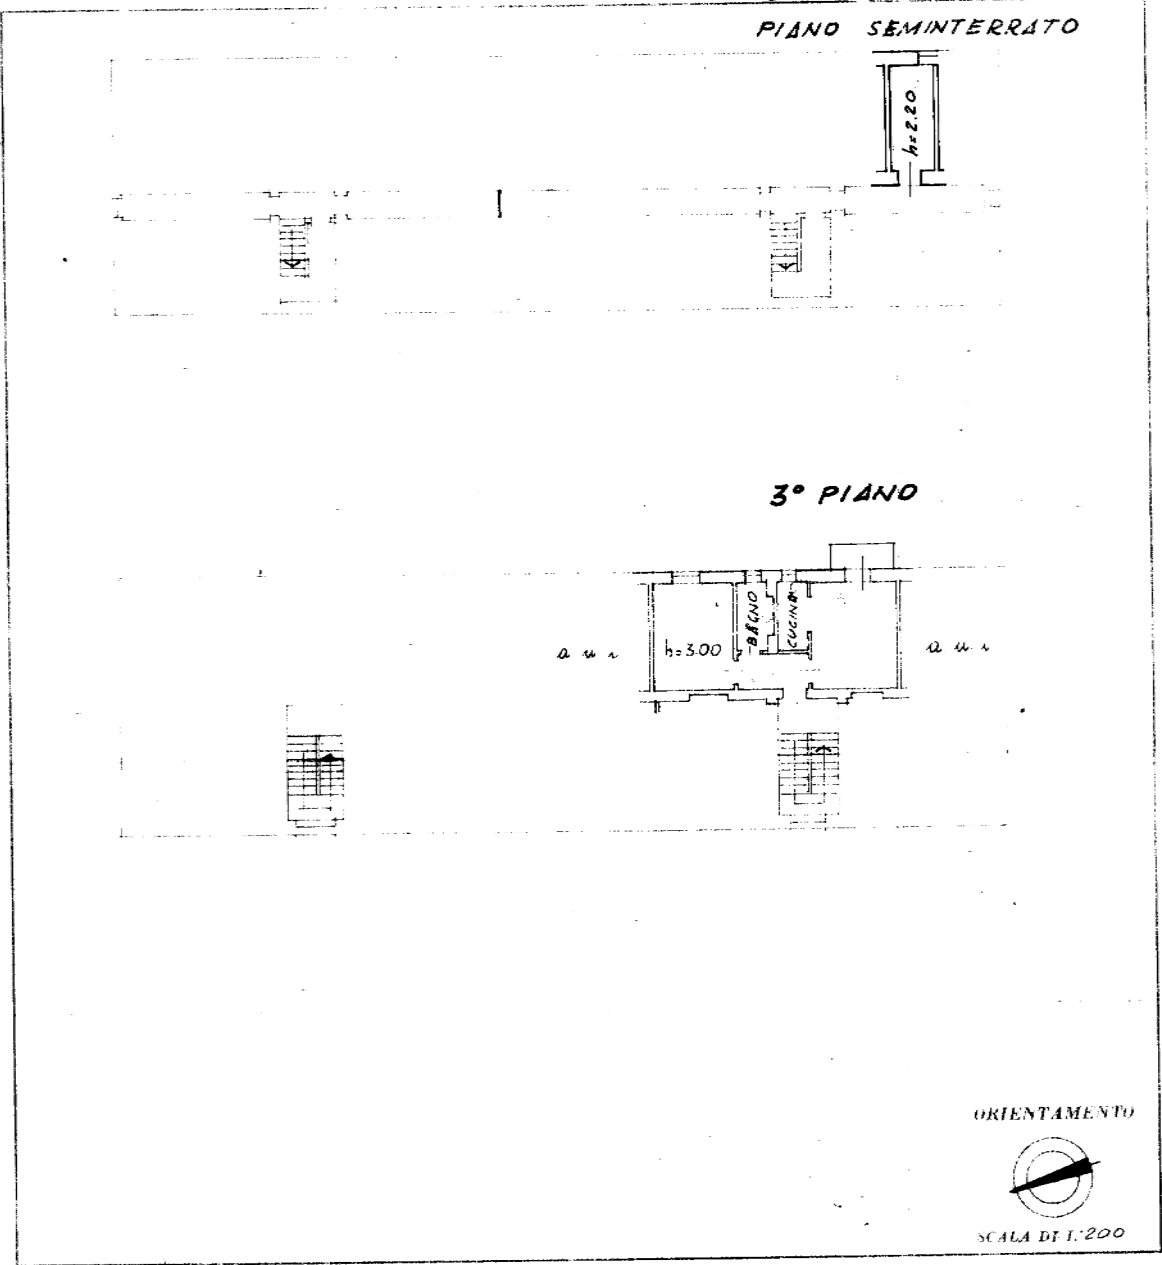 PIANO SEMINTERRATO
h=2.20
3° PIANO
a u i
h=3.00
BAGNO
CUCINA
a u i
ORIENTAMENTO
SCALA DI 1:200